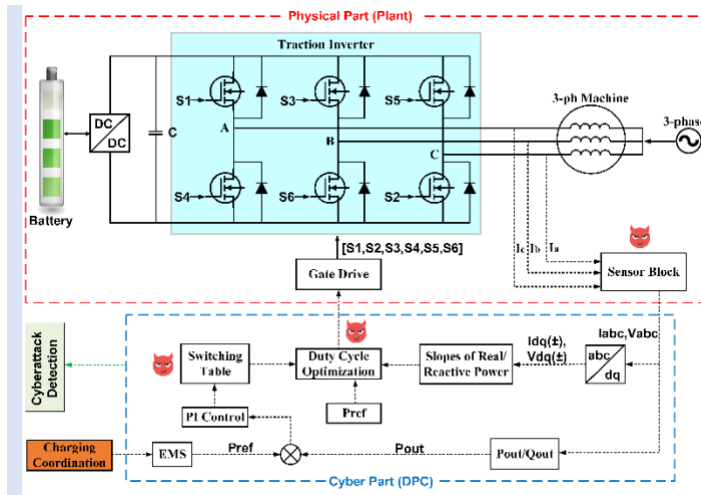 Physical Part (Plant)
Traction Inverter
S1
S3
S5
3-ph Machine
3-phase
DC
DC
C
A
B
C
S4
S6
S2
Battery
[S1,S2,S3,S4,S5,S6]
Ic
Ib
Ia
Gate Drive
Sensor Block
Cyberattack
Detection
Iabc,Vabc
Switching
Table
Duty Cycle
Optimization
Slopes of Real/
Reactive Power
Idq(±),
Vdq(±)
abc
dq
PI Control
Pref
Charging
Coordination
EMS
Pref
Pout
Pout/Qout
Cyber Part (DPC)